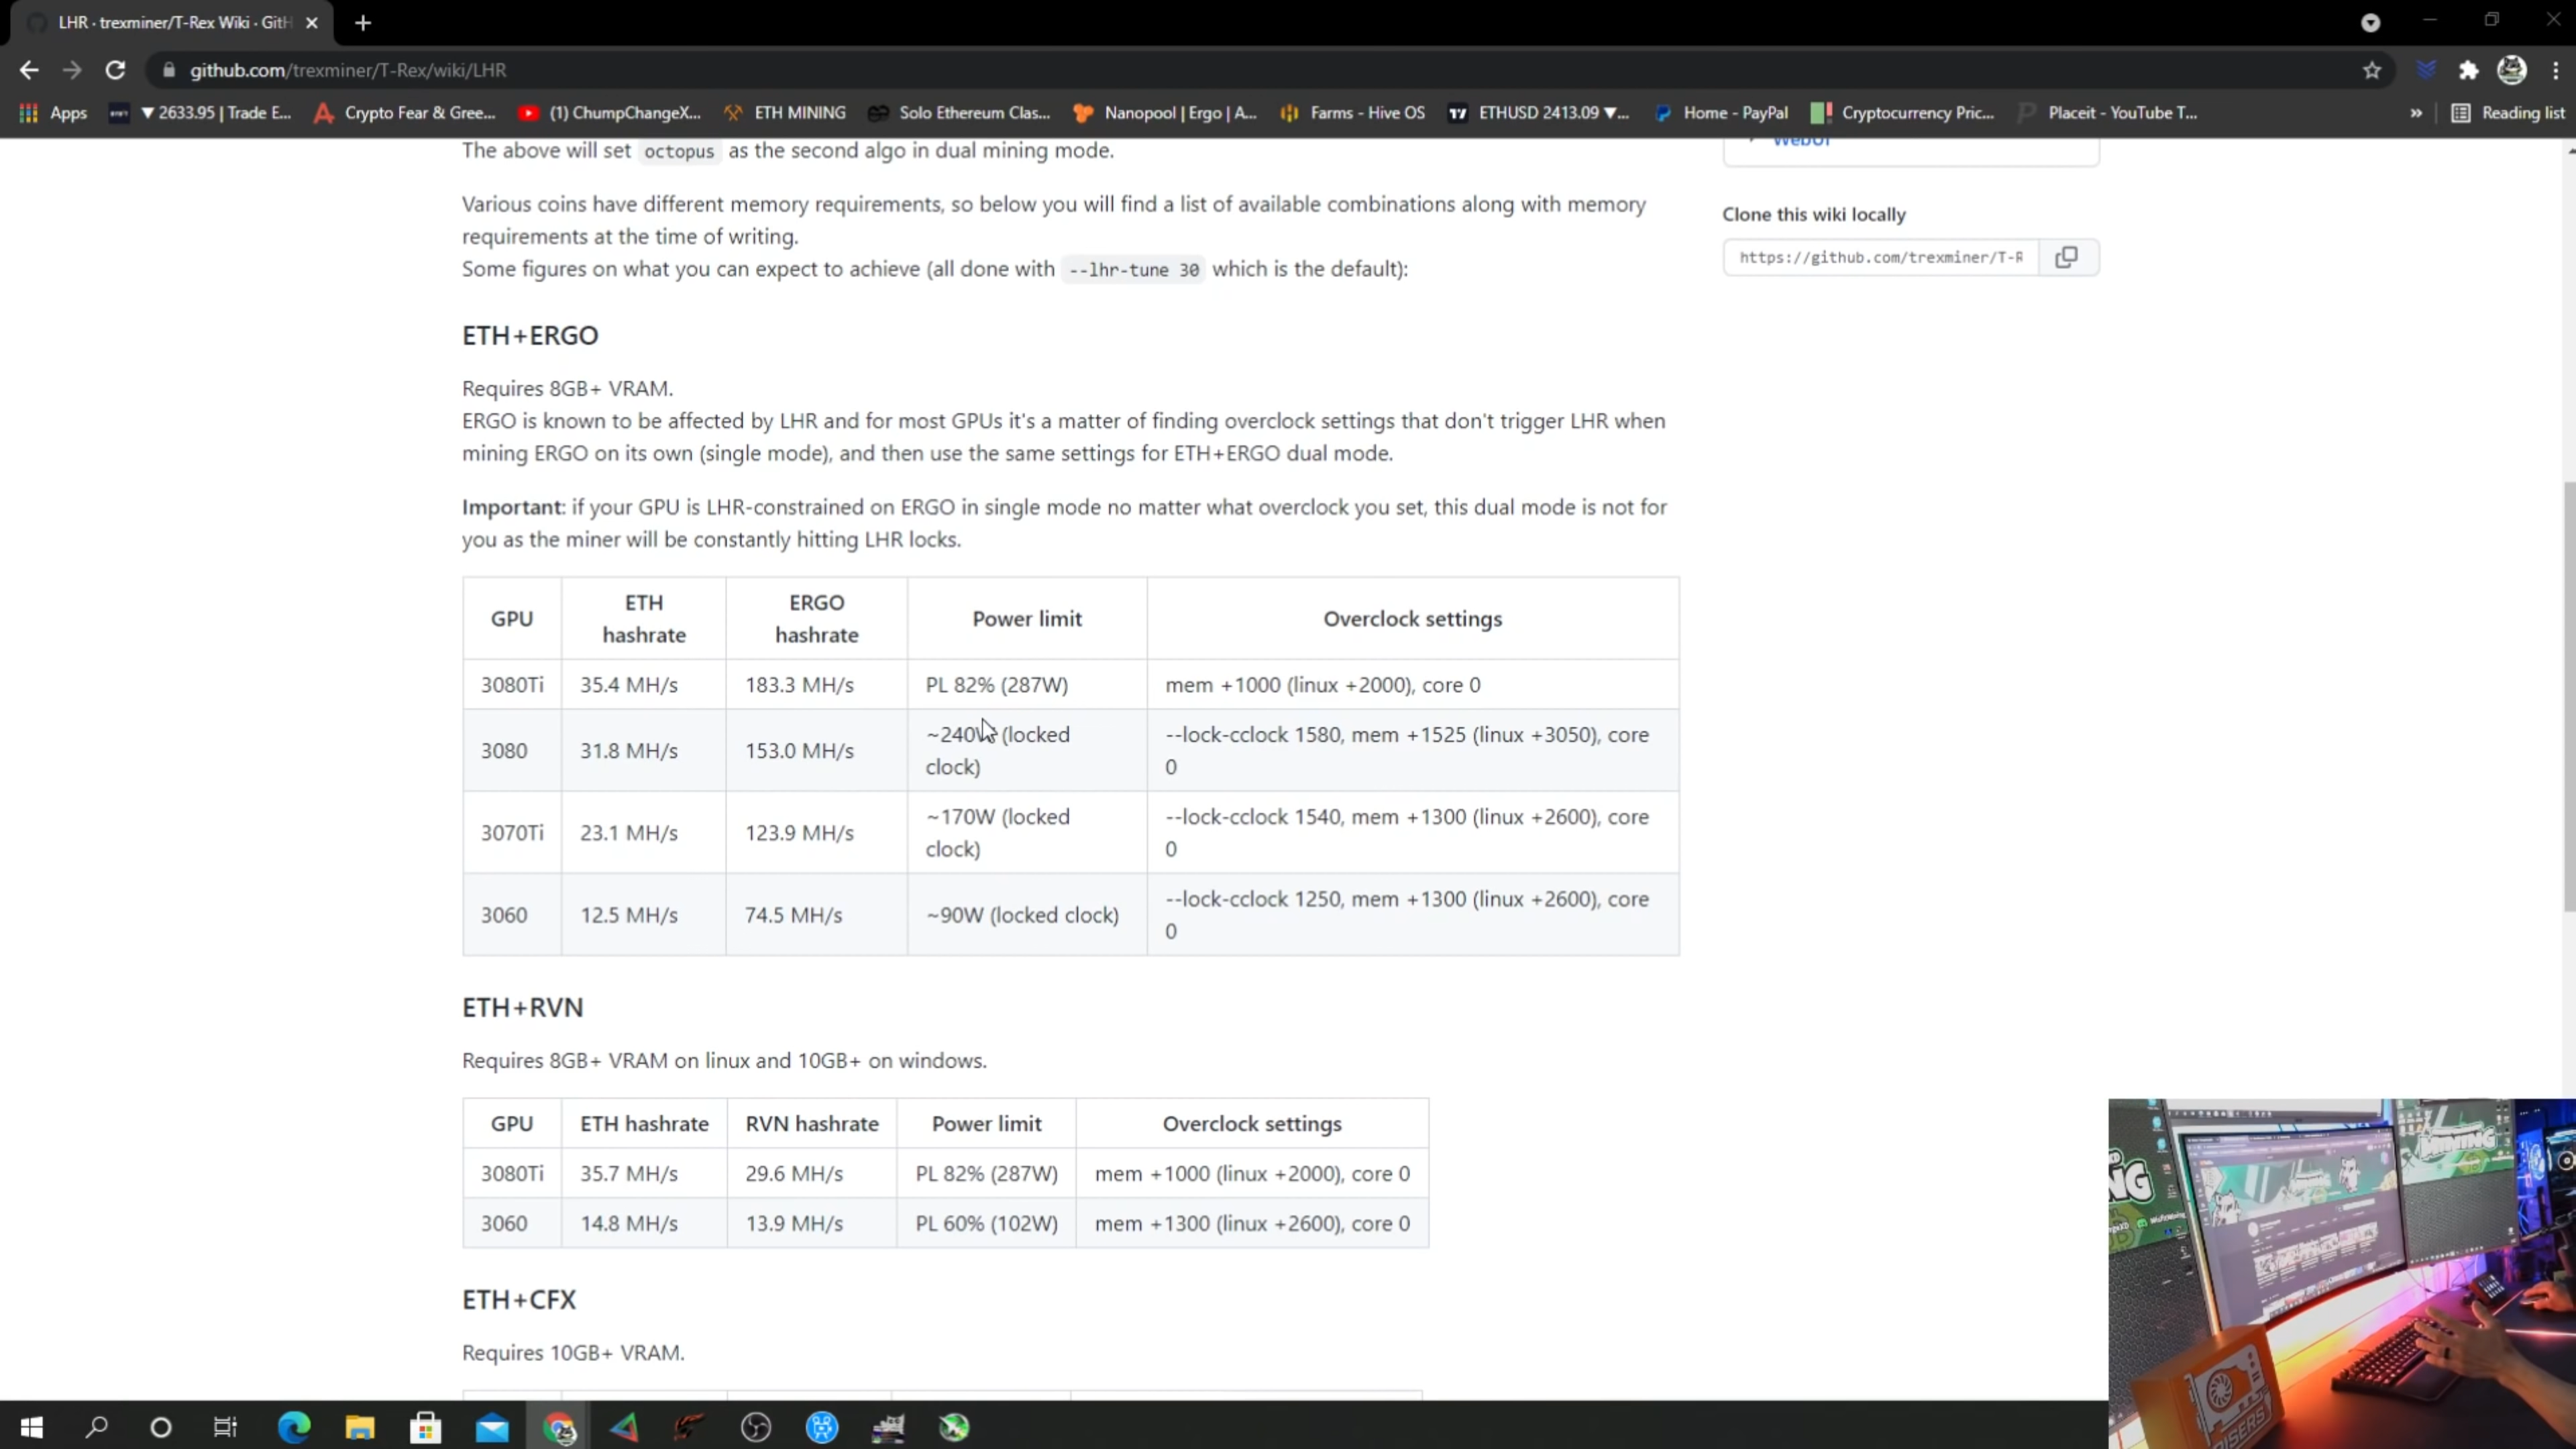 LHR · trexminer/T-Rex Wiki · GitH
github.com/trexminer/T-Rex/wiki/LHR
Apps
▼ 2633.95 | Trade E...
Crypto Fear & Gree...
(1) ChumpChangeX...
ETH MINING
Solo Ethereum Clas...
Nanopool | Ergo | A...
Farms - Hive OS
ETHUSD 2413.09 ▼...
Home - PayPal
Cryptocurrency Pric...
Placeit - YouTube T...
»
Reading list
The above will set octopus as the second algo in dual mining mode.
Various coins have different memory requirements, so below you will find a list of available combinations along with memory
requirements at the time of writing.
Some figures on what you can expect to achieve (all done with --lhr-tune 30 which is the default):
WebUI
Clone this wiki locally
https://github.com/trexminer/T-R
ETH+ERGO
Requires 8GB+ VRAM.
ERGO is known to be affected by LHR and for most GPUs it's a matter of finding overclock settings that don't trigger LHR when
mining ERGO on its own (single mode), and then use the same settings for ETH+ERGO dual mode.
Important: if your GPU is LHR-constrained on ERGO in single mode no matter what overclock you set, this dual mode is not for
you as the miner will be constantly hitting LHR locks.
GPU
ETH
hashrate
ERGO
hashrate
Power limit
Overclock settings
3080Ti
35.4 MH/s
183.3 MH/s
PL 82% (287W)
mem +1000 (linux +2000), core 0
3080
31.8 MH/s
153.0 MH/s
~240W (locked
clock)
--lock-cclock 1580, mem +1525 (linux +3050), core
0
3070Ti
23.1 MH/s
123.9 MH/s
~170W (locked
clock)
--lock-cclock 1540, mem +1300 (linux +2600), core
0
3060
12.5 MH/s
74.5 MH/s
~90W (locked clock)
--lock-cclock 1250, mem +1300 (linux +2600), core
0
ETH+RVN
Requires 8GB+ VRAM on linux and 10GB+ on windows.
GPU
ETH hashrate
RVN hashrate
Power limit
Overclock settings
3080Ti
35.7 MH/s
29.6 MH/s
PL 82% (287W)
mem +1000 (linux +2000), core 0
3060
14.8 MH/s
13.9 MH/s
PL 60% (102W)
mem +1300 (linux +2600), core 0
ETH+CFX
Requires 10GB+ VRAM.
MINING
RISERS